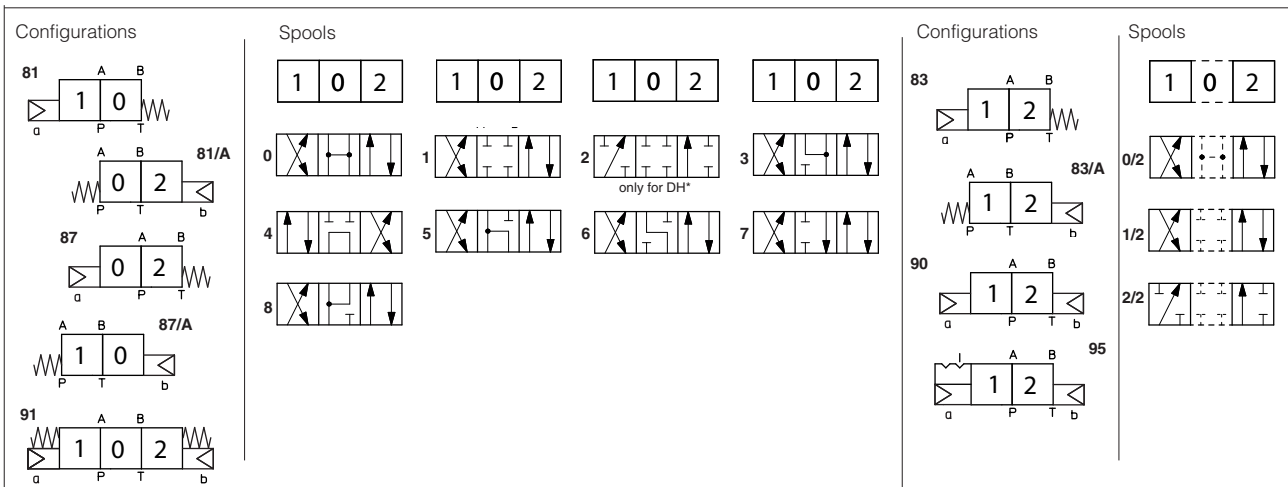 Configurations
81
A B
1 0
a P T
A B 81/A
0 2
P T b
87 A B
0 2
a P T
A B 87/A
1 0
P T b
91 A B
1 0 2
a P T b
Spools
1 0 2 1 0 2 1 0 2 1 0 2
0 1 2 3
only for DH*
4 5 6 7
8
Configurations
83 A B
1 2
a P T
A B 83/A
1 2
P T b
90 A B
1 2
a P T b
A B 95
1 2
a P T b
Spools
1 0 2
0/2
1/2
2/2